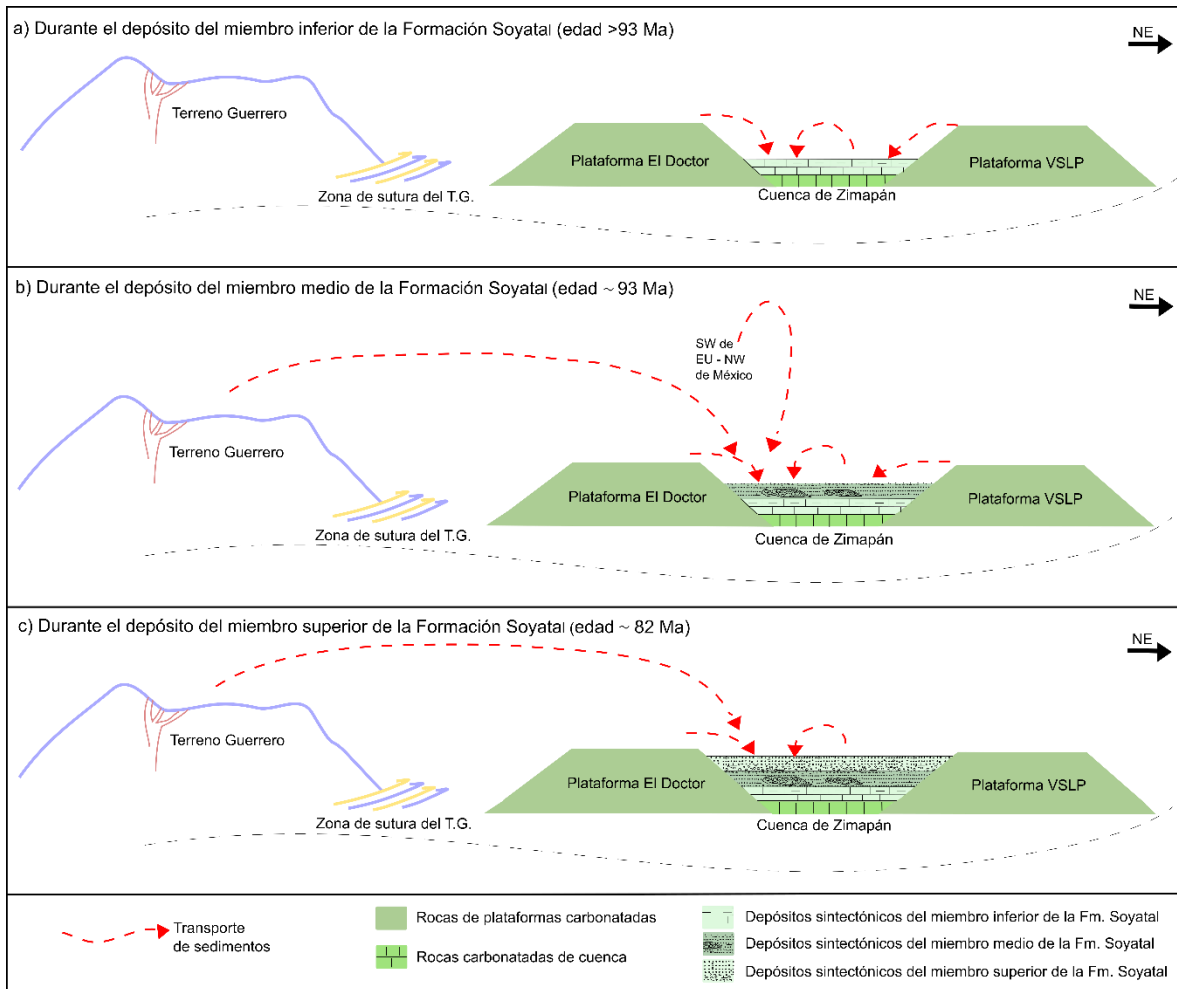 a) Durante el depósito del miembro inferior de la Formación Soyatal (edad >93 Ma)
NE
Terreno Guerrero
Zona de sutura del T.G.
Plataforma El Doctor
Plataforma VSLP
Cuenca de Zimapán
b) Durante el depósito del miembro medio de la Formación Soyatal (edad ~ 93 Ma)
NE
SW de
EU - NW
de México
Terreno Guerrero
Zona de sutura del T.G.
Plataforma El Doctor
Plataforma VSLP
Cuenca de Zimapán
c) Durante el depósito del miembro superior de la Formación Soyatal (edad ~ 82 Ma)
NE
Terreno Guerrero
Zona de sutura del T.G.
Plataforma El Doctor
Plataforma VSLP
Cuenca de Zimapán
Transporte
de sedimentos
Rocas de plataformas carbonatadas
Rocas carbonatadas de cuenca
Depósitos sintectónicos del miembro inferior de la Fm. Soyatal
Depósitos sintectónicos del miembro medio de la Fm. Soyatal
Depósitos sintectónicos del miembro superior de la Fm. Soyatal